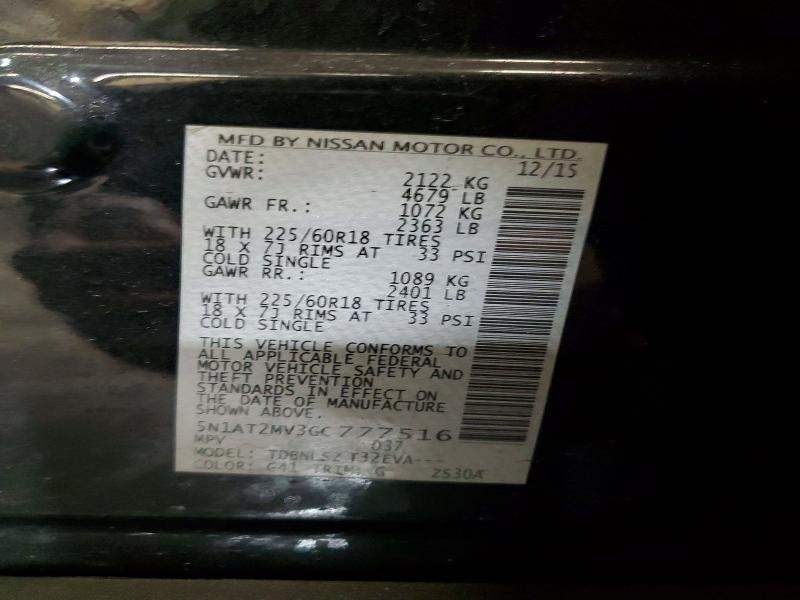 MFD BY NISSAN MOTOR CO., LTD.
DATE: 12/15
GVWR: 2122 KG
4679 LB
GAWR FR.: 1072 KG
2363 LB
WITH 225/60R18 TIRES
18 X 7J RIMS AT 33 PSI
COLD SINGLE
GAWR RR.: 1089 KG
2401 LB
WITH 225/60R18 TIRES
18 X 7J RIMS AT 33 PSI
COLD SINGLE
THIS VEHICLE CONFORMS TO
ALL APPLICABLE FEDERAL
MOTOR VEHICLE SAFETY AND
THEFT PREVENTION
STANDARDS IN EFFECT ON
THE DATE OF MANUFACTURE
SHOWN ABOVE.
5N1AT2MV3GC777516
MPV 037
MODEL: TDBNLS2 T32EVA---
COLOR: G41 TRIM: G ZS30A